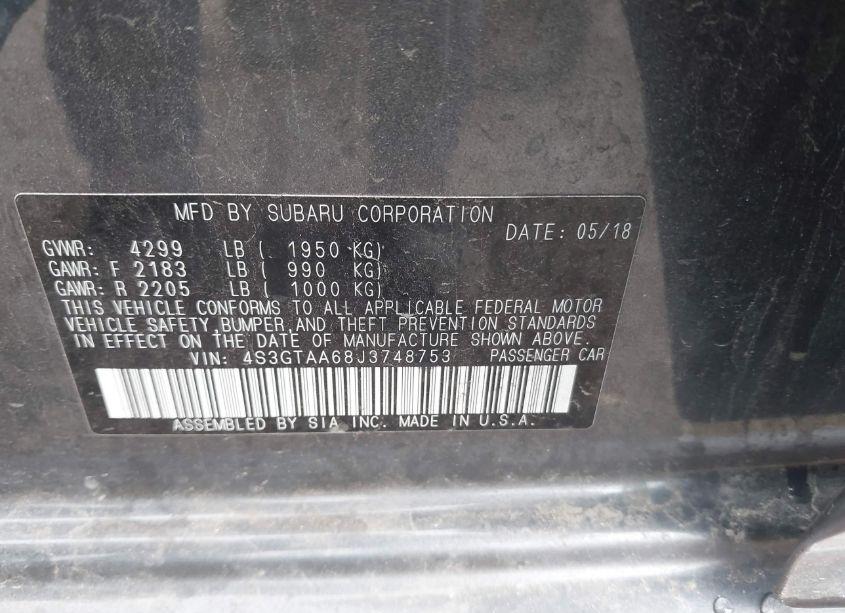 MFD BY SUBARU CORPORATION
DATE: 05/18
GVWR: 4299 LB ( 1950 KG)
GAWR: F 2183 LB ( 990 KG)
GAWR: R 2205 LB ( 1000 KG)
THIS VEHICLE CONFORMS TO ALL APPLICABLE FEDERAL MOTOR
VEHICLE SAFETY,BUMPER,AND THEFT PREVENTION STANDARDS
IN EFFECT ON THE DATE OF MANUFACTURE SHOWN ABOVE.
VIN: 4S3GTAA68J3748753 PASSENGER CAR
ASSEMBLED BY SIA INC. MADE IN U.S.A.